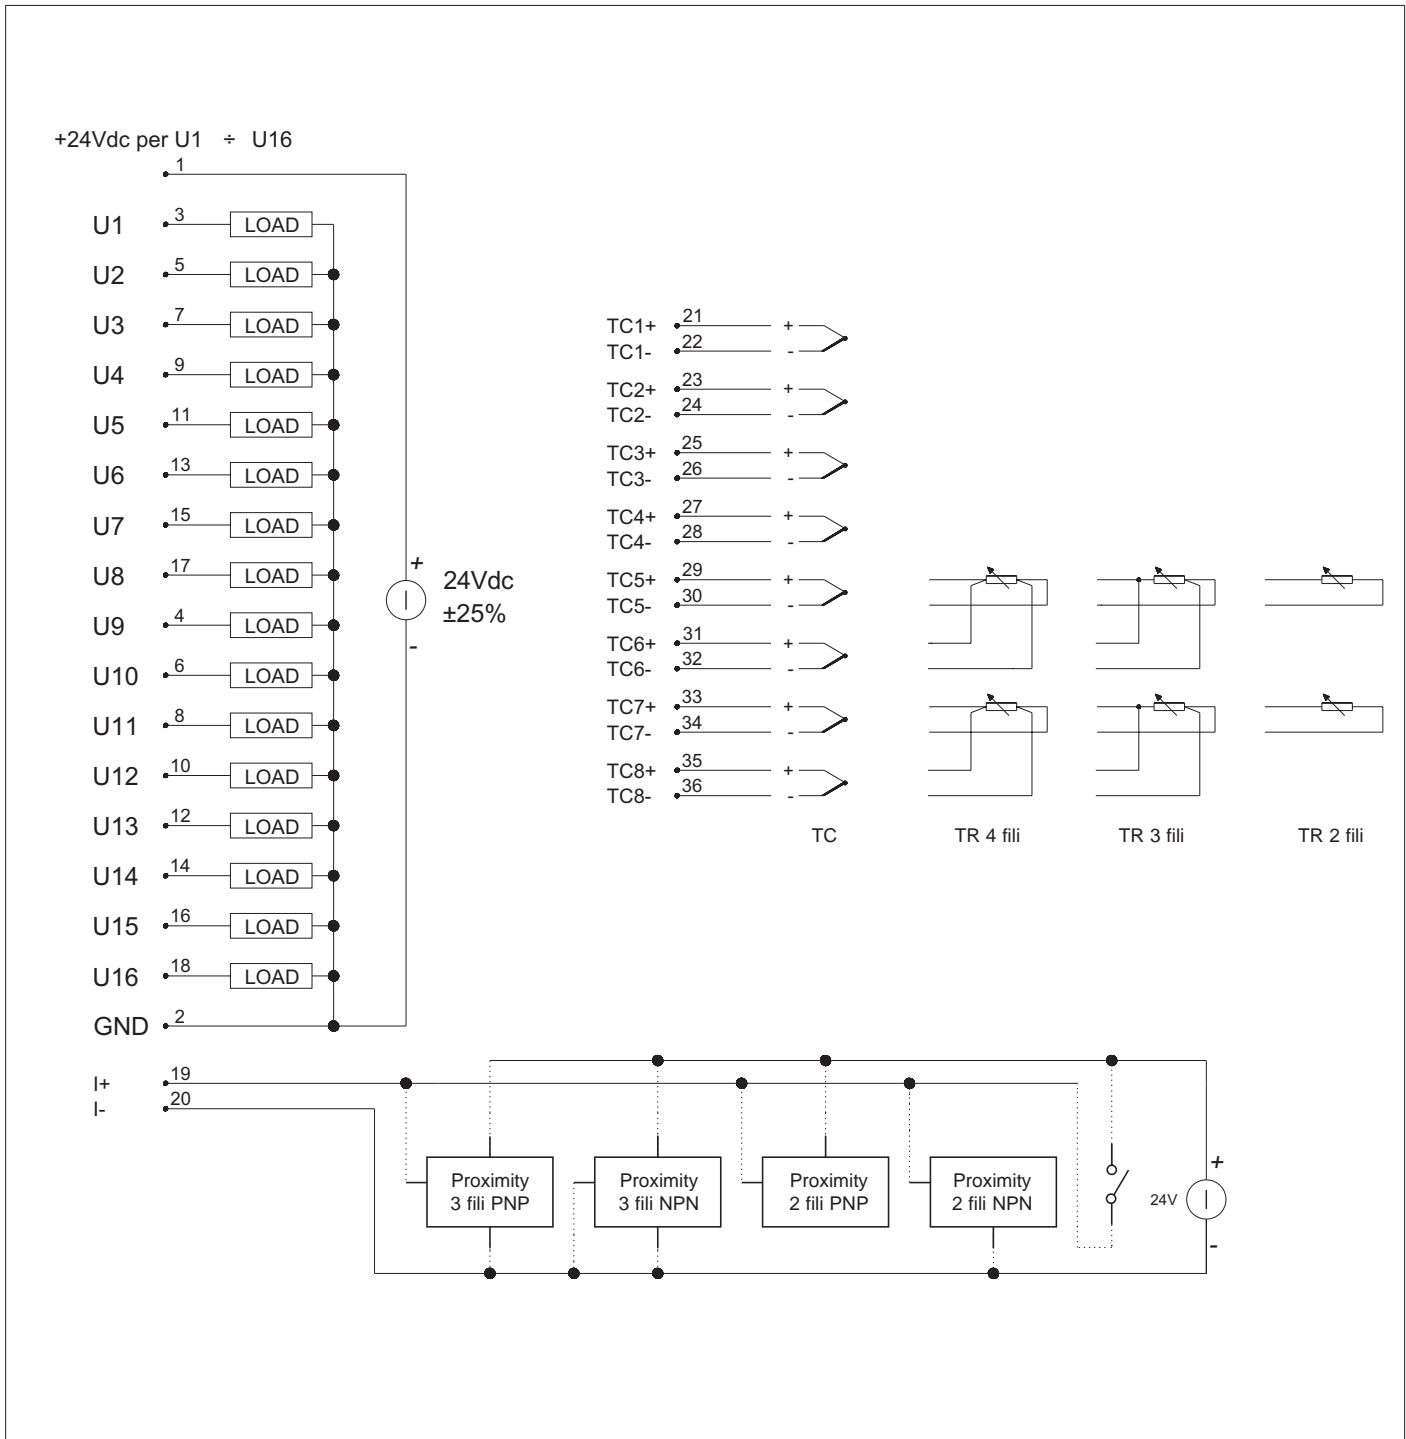 +24Vdc per U1 ÷ U16
1
U1 3 LOAD
U2 5 LOAD
U3 7 LOAD
U4 9 LOAD
U5 11 LOAD
U6 13 LOAD
U7 15 LOAD
U8 17 LOAD
U9 4 LOAD
U10 6 LOAD
U11 8 LOAD
U12 10 LOAD
U13 12 LOAD
U14 14 LOAD
U15 16 LOAD
U16 18 LOAD
GND 2
+
24Vdc
±25%
-
TC1+ 21 +
TC1- 22 -
TC2+ 23 +
TC2- 24 -
TC3+ 25 +
TC3- 26 -
TC4+ 27 +
TC4- 28 -
TC5+ 29 +
TC5- 30 -
TC6+ 31 +
TC6- 32 -
TC7+ 33 +
TC7- 34 -
TC8+ 35 +
TC8- 36 -
TC TR 4 fili TR 3 fili TR 2 fili
I+ 19
I- 20
Proximity
3 fili PNP
Proximity
3 fili NPN
Proximity
2 fili PNP
Proximity
2 fili NPN
+
24V
-